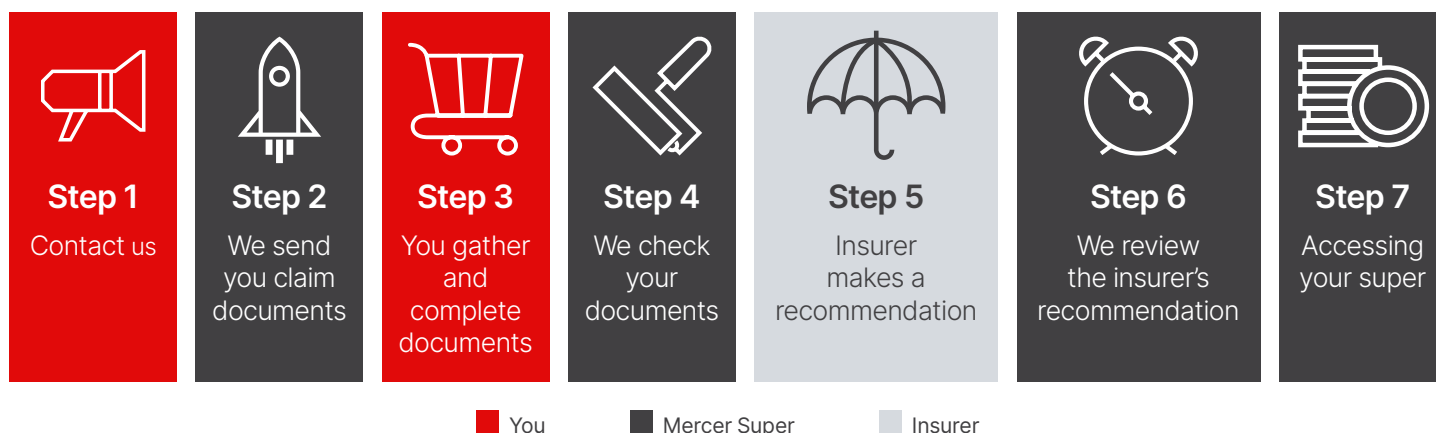 Step 1
Contact us
Step 2
We send
you claim
documents
Step 3
You gather
and
complete
documents
Step 4
We check
your
documents
Step 5
Insurer
makes a
recommendation
Step 6
We review
the insurer's
recommendation
Step 7
Accessing
your super
You
Mercer Super
Insurer